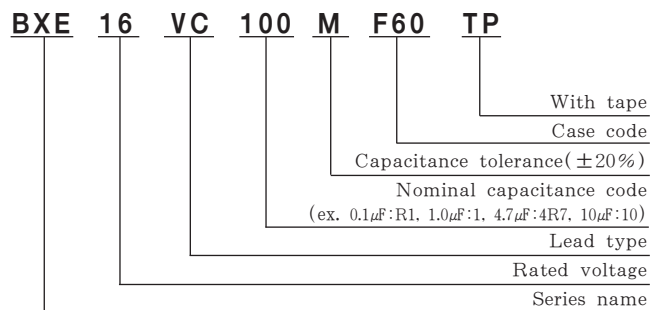 BXE 16 VC 100 M F60 TP
With tape
Case code
Capacitance tolerance(±20%)
Nominal capacitance code
(ex. 0.1μF:R1, 1.0μF:1, 4.7μF:4R7, 10μF:10)
Lead type
Rated voltage
Series name